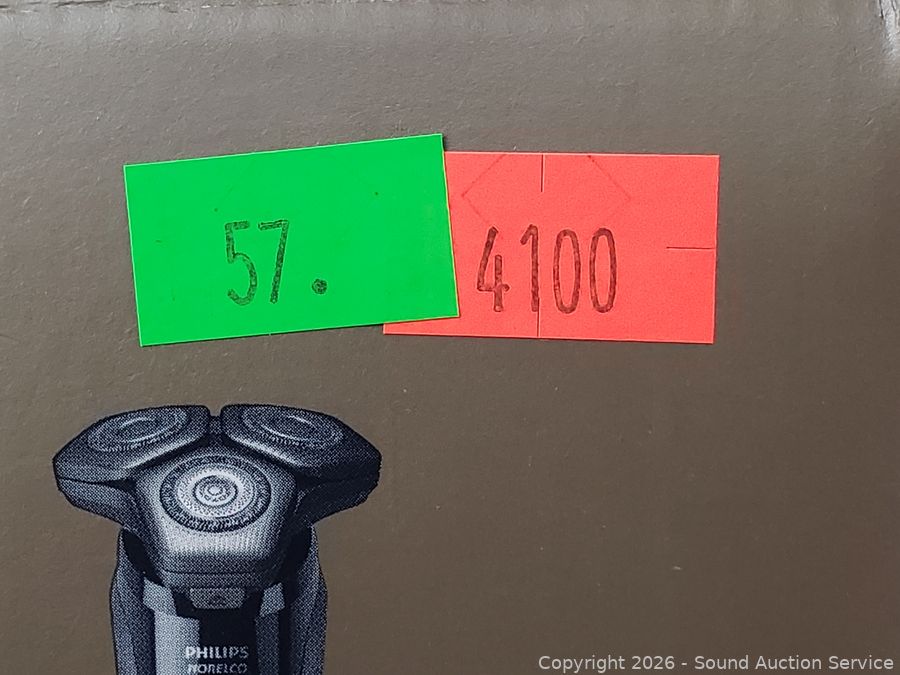 57.
4100
PHILIPS
NORELCO
Copyright 2026 - Sound Auction Service